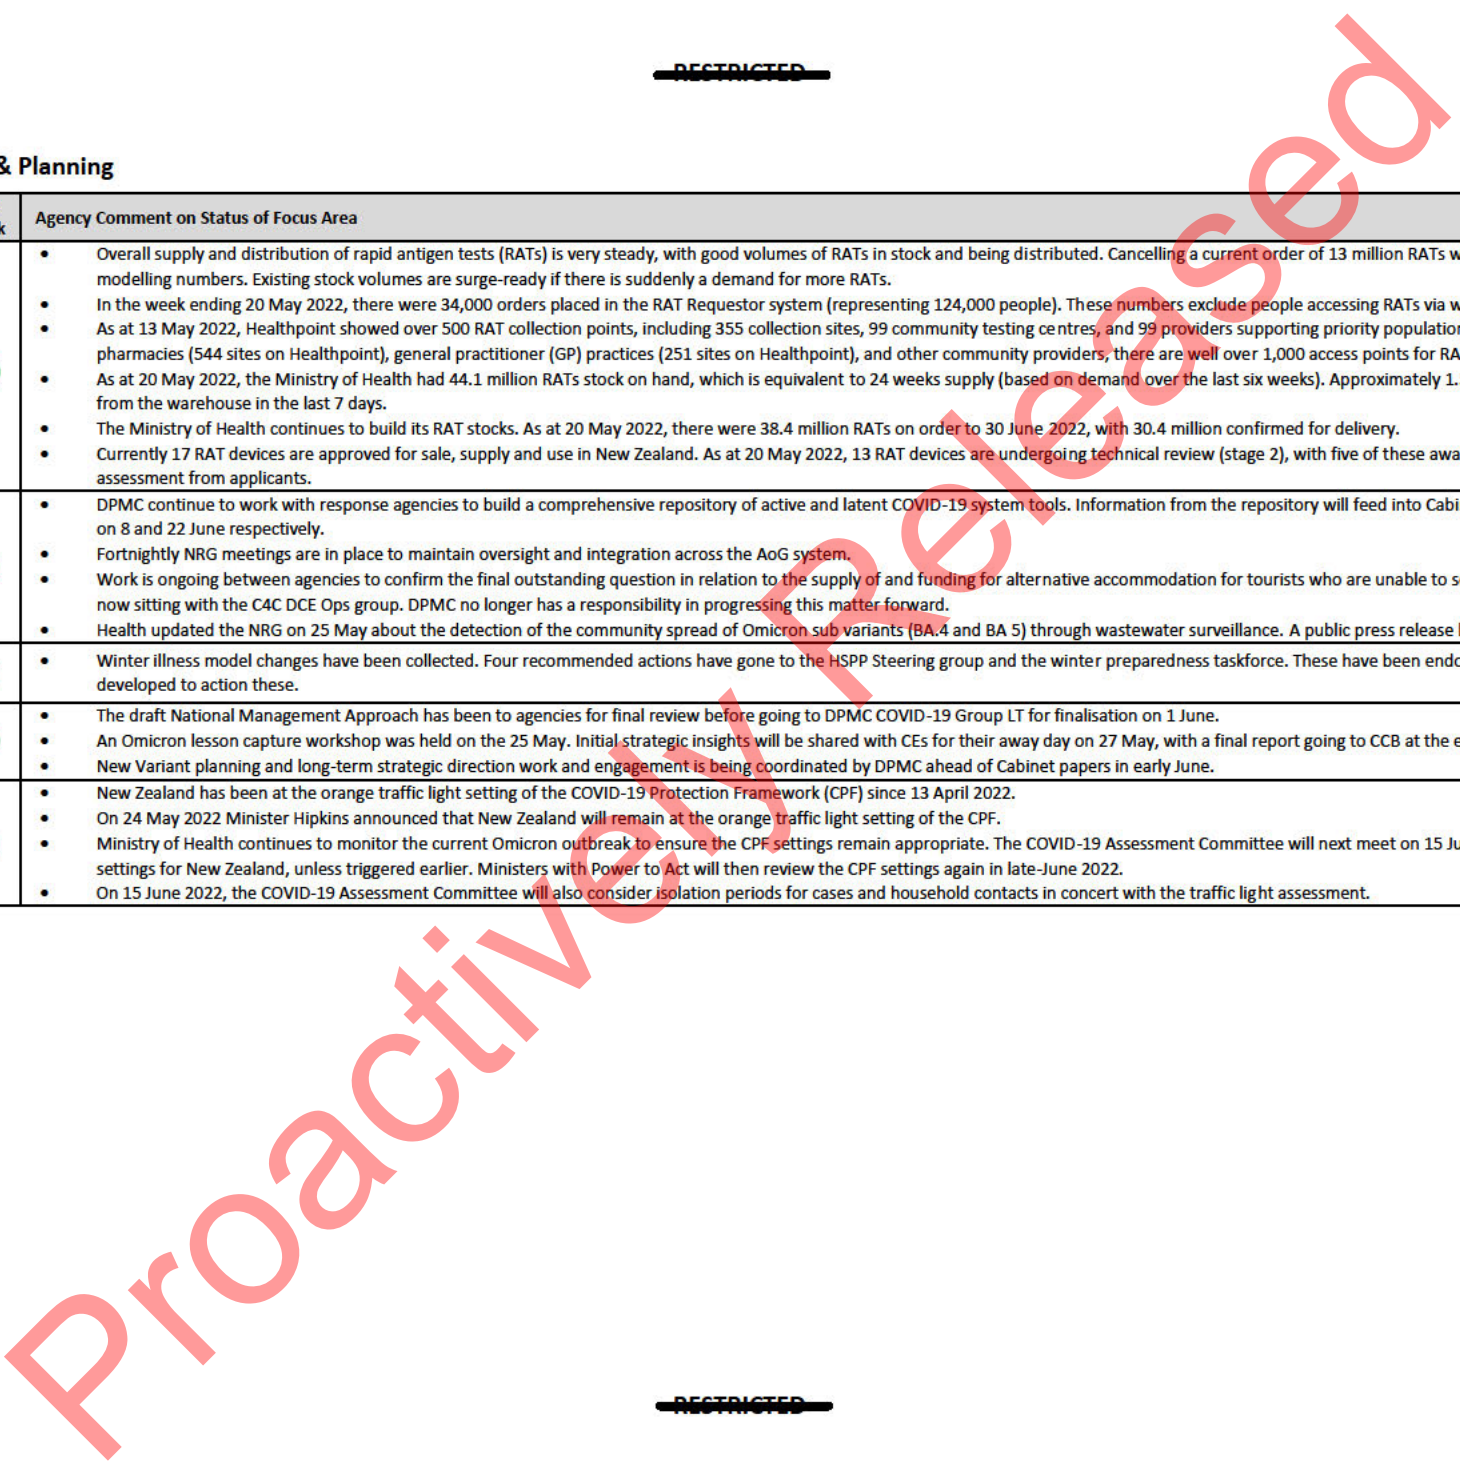 RESTRICTED
& Planning
k
Agency Comment on Status of Focus Area
• Overall supply and distribution of rapid antigen tests (RATs) is very steady, with good volumes of RATs in stock and being distributed. Cancelling a current order of 13 million RATs w
modelling numbers. Existing stock volumes are surge-ready if there is suddenly a demand for more RATs.
• In the week ending 20 May 2022, there were 34,000 orders placed in the RAT Requestor system (representing 124,000 people). These numbers exclude people accessing RATs via w
• As at 13 May 2022, Healthpoint showed over 500 RAT collection points, including 355 collection sites, 99 community testing centres, and 99 providers supporting priority population
pharmacies (544 sites on Healthpoint), general practitioner (GP) practices (251 sites on Healthpoint), and other community providers, there are well over 1,000 access points for RA
• As at 20 May 2022, the Ministry of Health had 44.1 million RATs stock on hand, which is equivalent to 24 weeks supply (based on demand over the last six weeks). Approximately 1.
from the warehouse in the last 7 days.
• The Ministry of Health continues to build its RAT stocks. As at 20 May 2022, there were 38.4 million RATs on order to 30 June 2022, with 30.4 million confirmed for delivery.
• Currently 17 RAT devices are approved for sale, supply and use in New Zealand. As at 20 May 2022, 13 RAT devices are undergoing technical review (stage 2), with five of these awa
assessment from applicants.
• DPMC continue to work with response agencies to build a comprehensive repository of active and latent COVID-19 system tools. Information from the repository will feed into Cabi
on 8 and 22 June respectively.
• Fortnightly NRG meetings are in place to maintain oversight and integration across the AoG system.
• Work is ongoing between agencies to confirm the final outstanding question in relation to the supply of and funding for alternative accommodation for tourists who are unable to s
now sitting with the C4C DCE Ops group. DPMC no longer has a responsibility in progressing this matter forward.
• Health updated the NRG on 25 May about the detection of the community spread of Omicron sub variants (BA.4 and BA 5) through wastewater surveillance. A public press release
• Winter illness model changes have been collected. Four recommended actions have gone to the HSPP Steering group and the winter preparedness taskforce. These have been endo
developed to action these.
• The draft National Management Approach has been to agencies for final review before going to DPMC COVID-19 Group LT for finalisation on 1 June.
• An Omicron lesson capture workshop was held on the 25 May. Initial strategic insights will be shared with CEs for their away day on 27 May, with a final report going to CCB at the e
• New Variant planning and long-term strategic direction work and engagement is being coordinated by DPMC ahead of Cabinet papers in early June.
• New Zealand has been at the orange traffic light setting of the COVID-19 Protection Framework (CPF) since 13 April 2022.
• On 24 May 2022 Minister Hipkins announced that New Zealand will remain at the orange traffic light setting of the CPF.
• Ministry of Health continues to monitor the current Omicron outbreak to ensure the CPF settings remain appropriate. The COVID-19 Assessment Committee will next meet on 15 Ju
settings for New Zealand, unless triggered earlier. Ministers with Power to Act will then review the CPF settings again in late-June 2022.
• On 15 June 2022, the COVID-19 Assessment Committee will also consider isolation periods for cases and household contacts in concert with the traffic light assessment.
Proactively Released
RESTRICTED